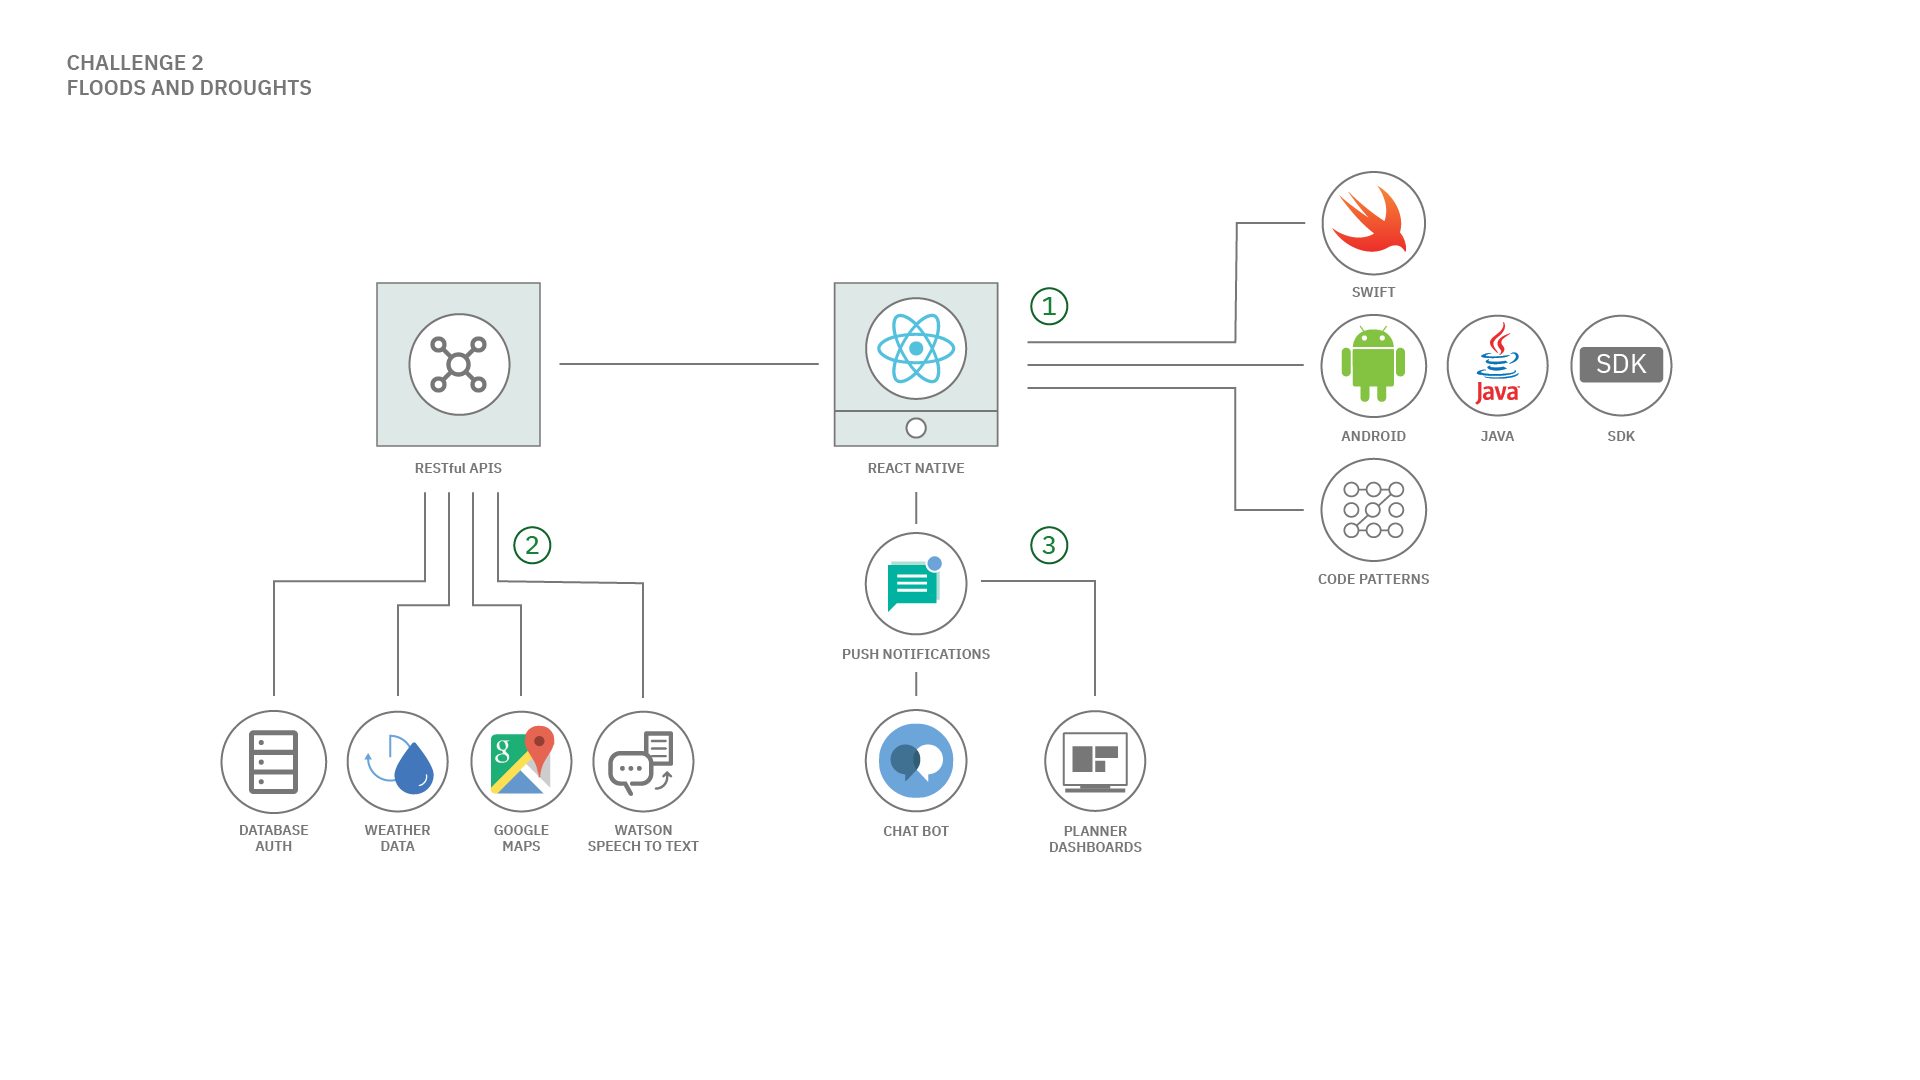 CHALLENGE 2
FLOODS AND DROUGHTS
SWIFT
1
Java
SDK
ANDROID
JAVA
SDK
RESTful APIS
REACT NATIVE
2
3
CODE PATTERNS
PUSH NOTIFICATIONS
g
DATABASE
AUTH
WEATHER
DATA
GOOGLE
MAPS
WATSON
SPEECH TO TEXT
CHAT BOT
PLANNER
DASHBOARDS